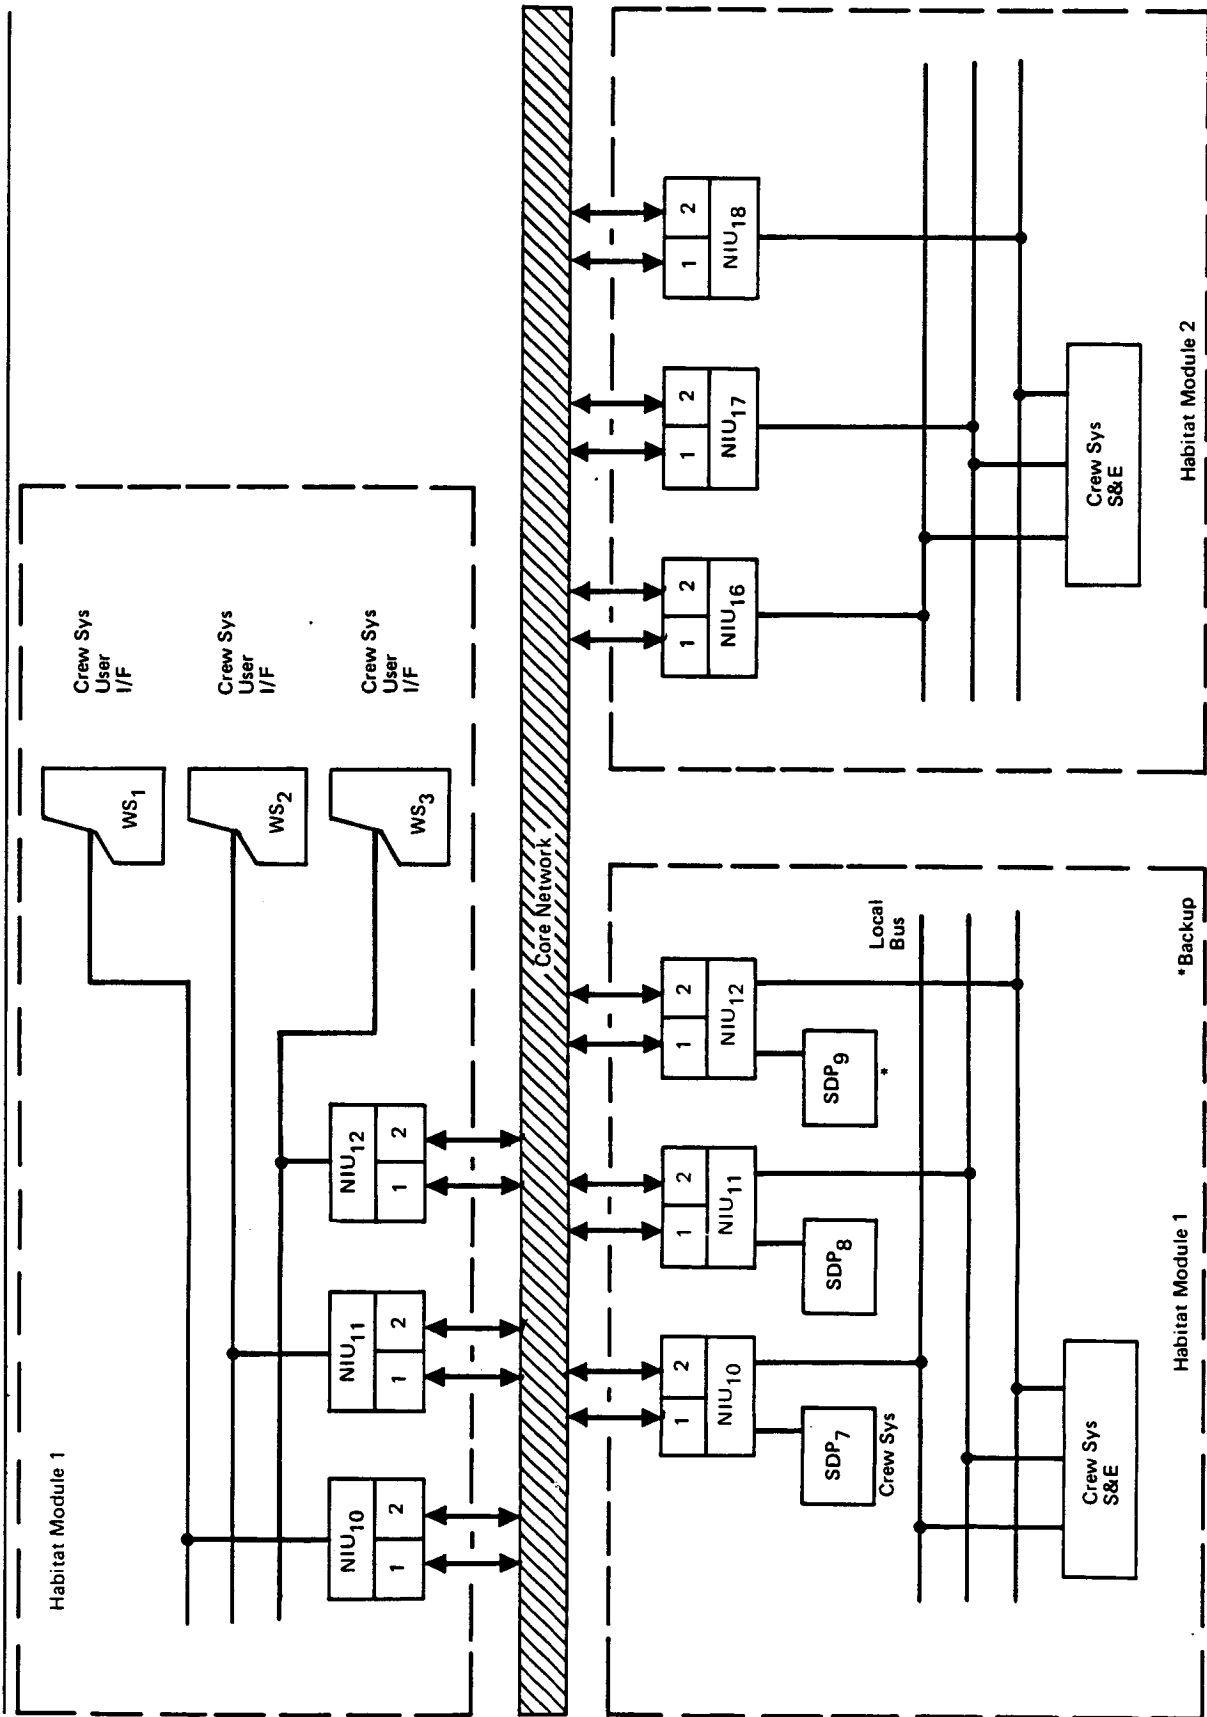 Habitat Module 1
WS1
Crew Sys
User
I/F
WS2
Crew Sys
User
I/F
WS3
Crew Sys
User
I/F
NIU10
1 2
NIU11
1 2
NIU12
1 2
Core Network
1 2
NIU10
SDP7
Crew Sys
1 2
NIU11
SDP8
1 2
NIU12
SDP9
*
Local
Bus
Crew Sys
S&E
Habitat Module 1
*Backup
1 2
NIU16
1 2
NIU17
1 2
NIU18
Crew Sys
S&E
Habitat Module 2